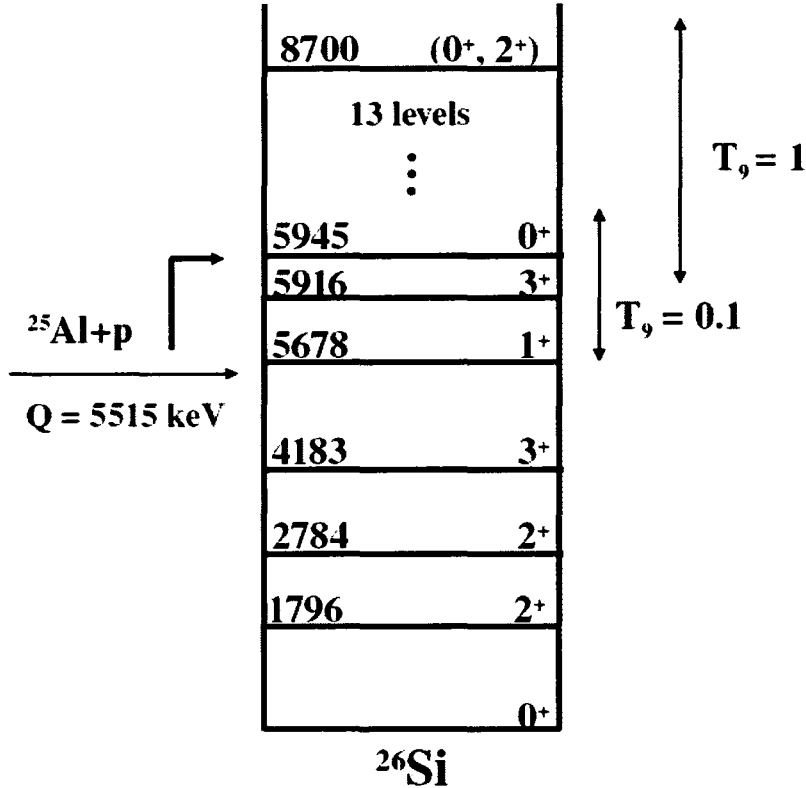 8700 (0⁺, 2⁺)
13 levels
T₉ = 1
5945 0⁺
5916 3⁺
²⁵Al+p
T₉ = 0.1
5678 1⁺
Q = 5515 keV
4183 3⁺
2784 2⁺
1796 2⁺
0⁺
²⁶Si